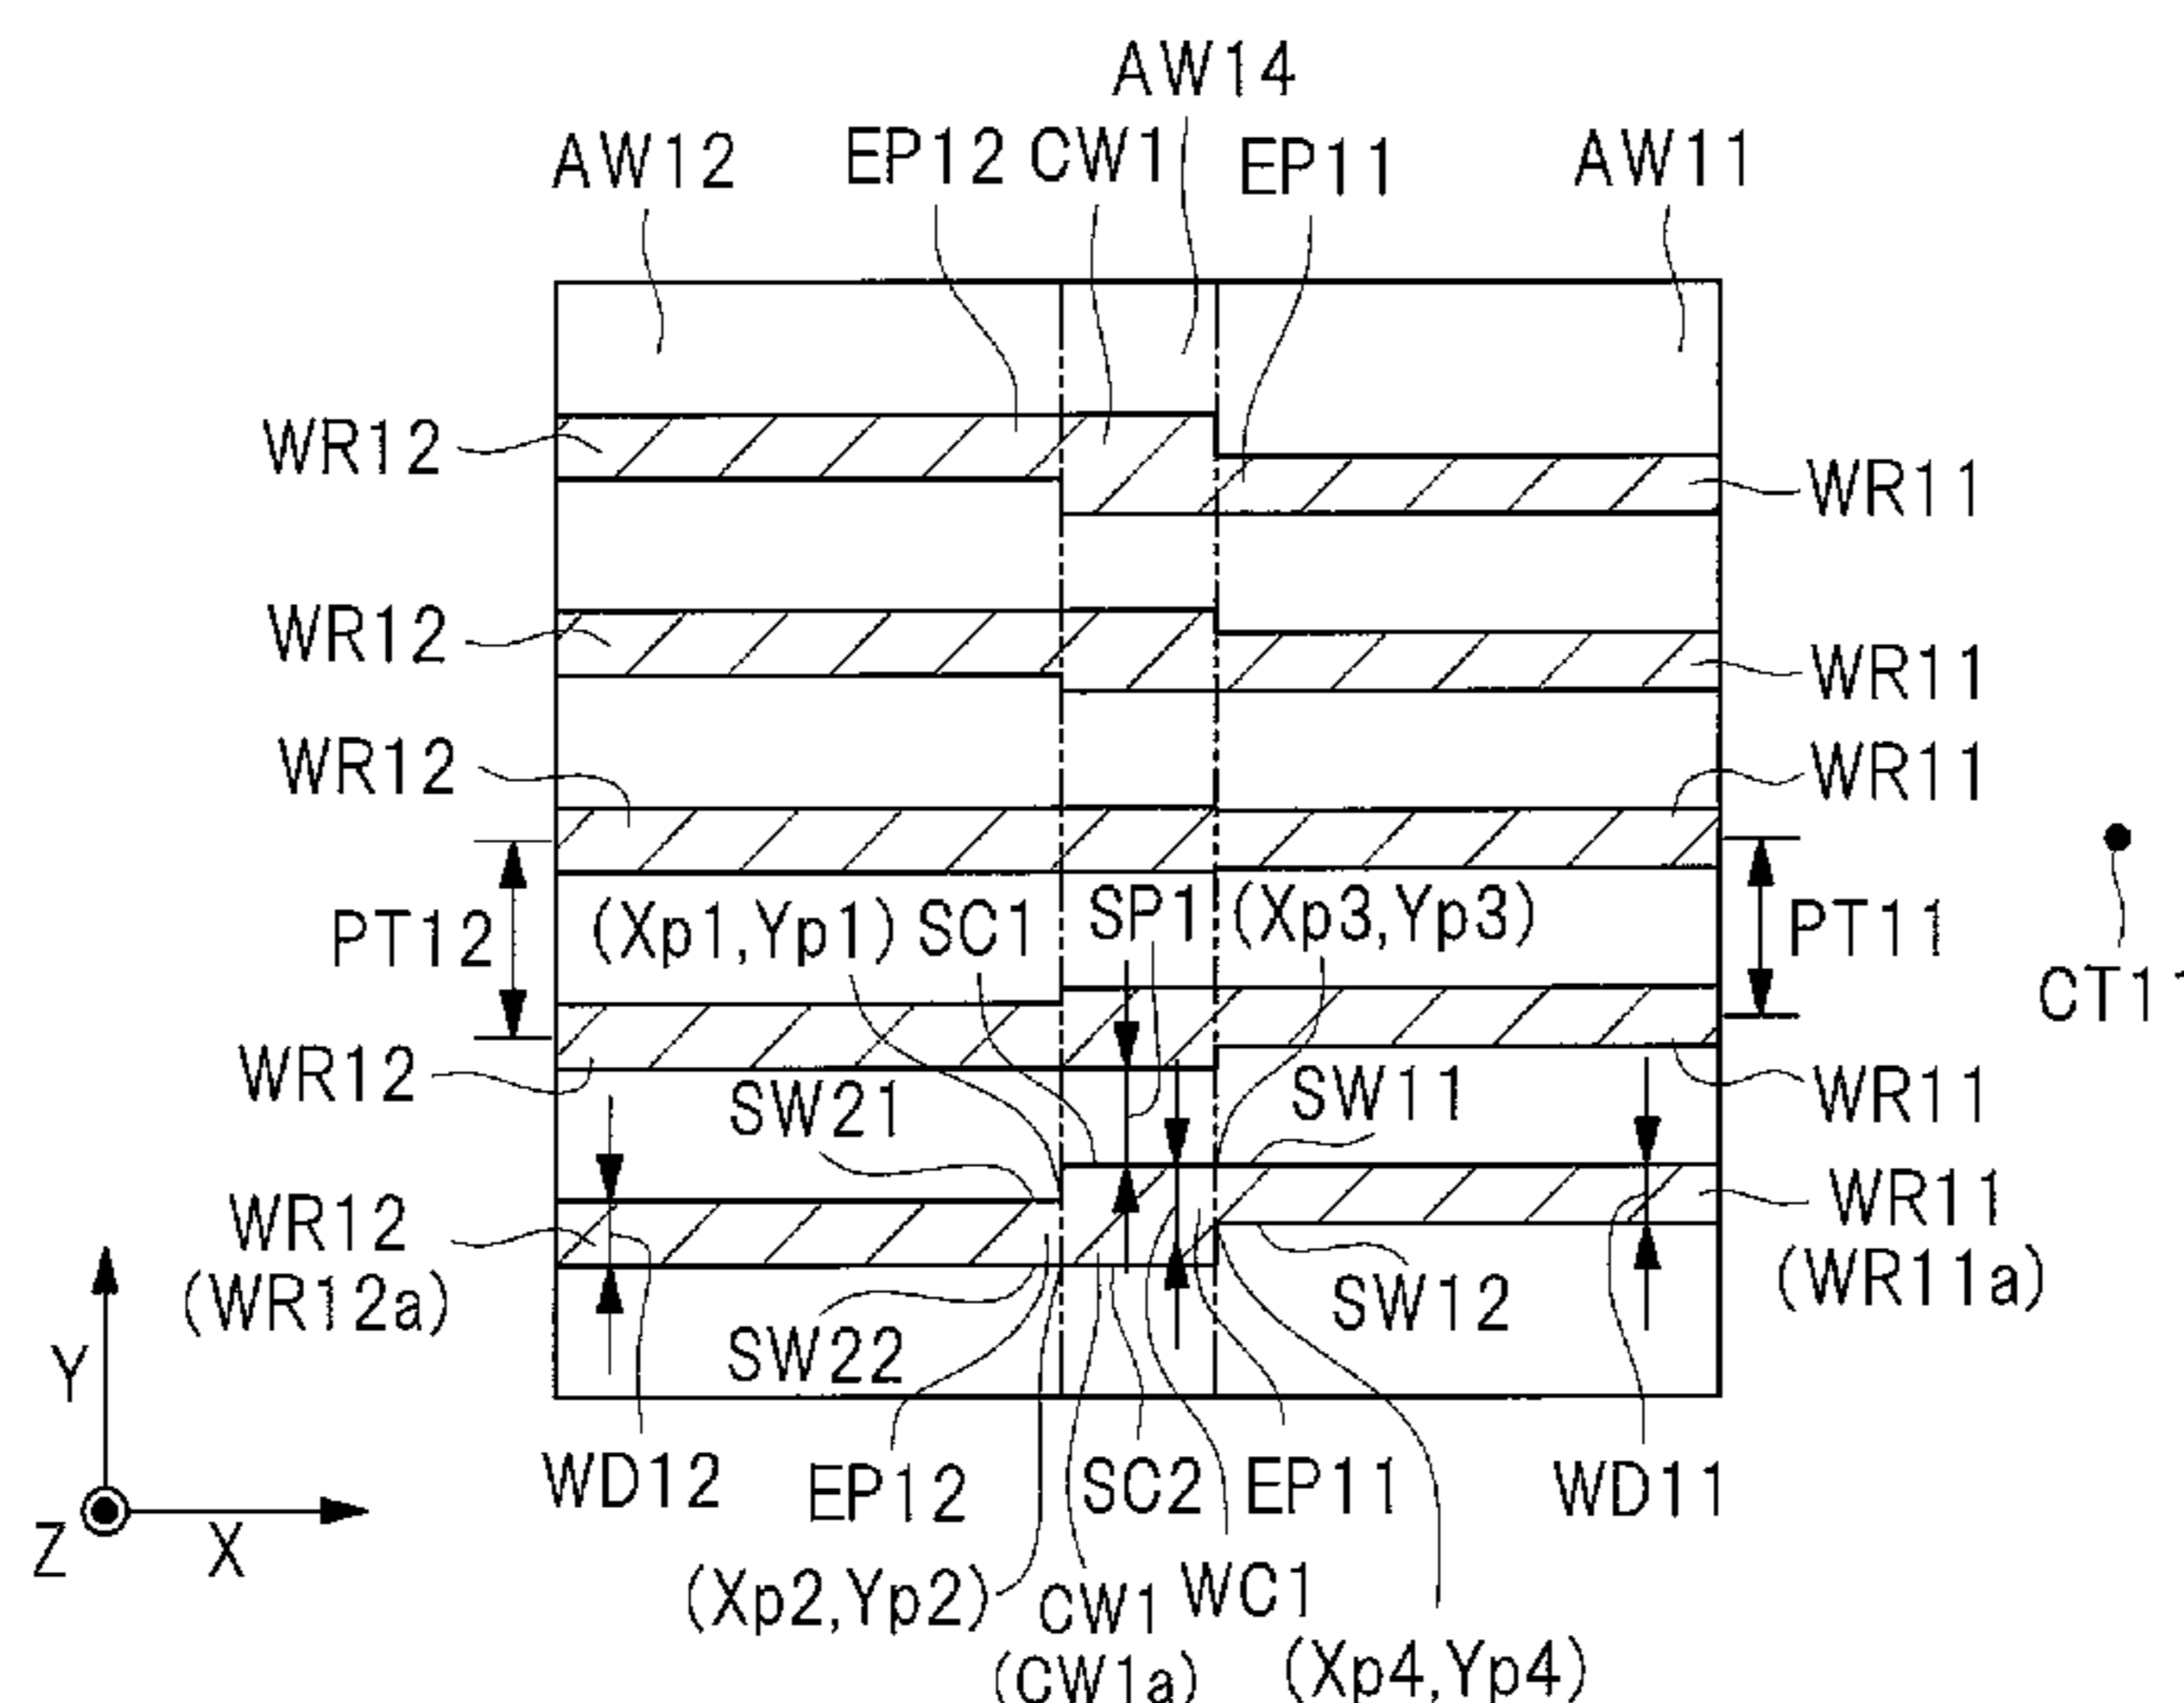 AW14
AW12 EP12 CW1 EP11 AW11
WR12
WR11
WR12
WR11
WR12
WR11
PT12 (Xp1,Yp1) SC1 SP1 (Xp3,Yp3) PT11
CT11
WR12 SW21 SW11 WR11
WR12 WR11
(WR12a) (WR11a)
SW22 SW12
Y
WD12 EP12 SC2 EP11 WD11
Z X
(Xp2,Yp2) CW1 WC1
(CW1a) (Xp4,Yp4)